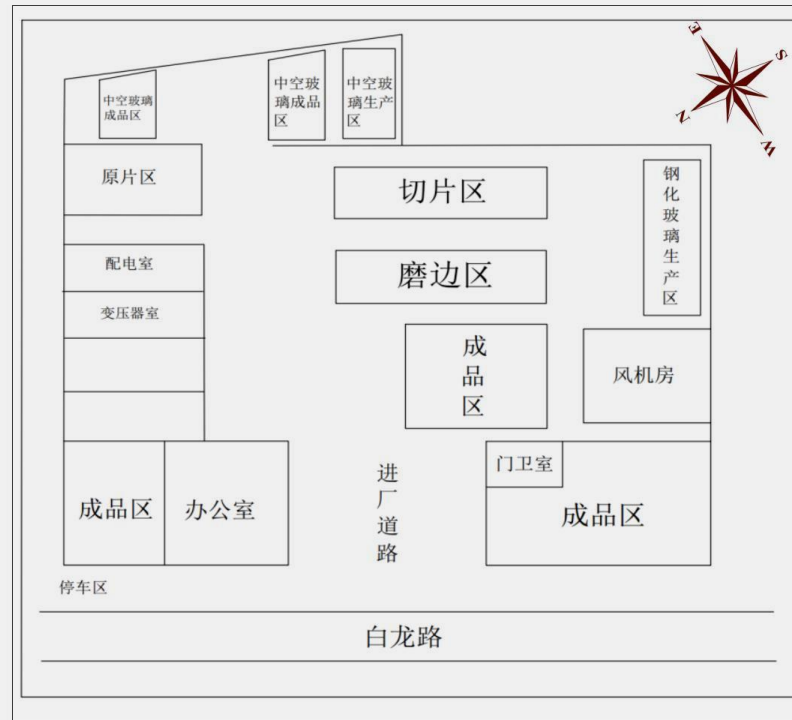 E
S
N
W
中空玻璃
成品区
中空玻
璃成品
区
中空玻
璃生产
区
原片区
切片区
钢
化
玻
璃
生
产
区
配电室
磨边区
变压器室
成
品
区
风机房
门卫室
进
厂
道
路
成品区
办公室
成品区
停车区
白龙路